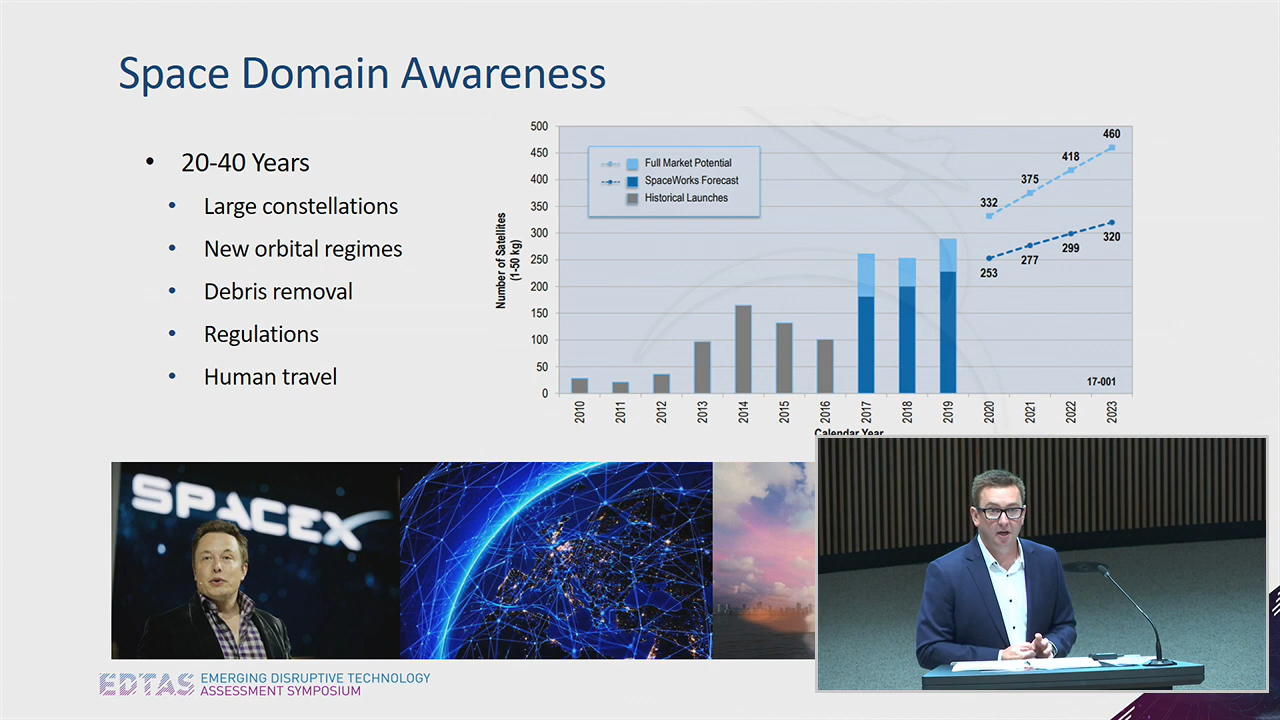 Space Domain Awareness
• 20-40 Years
• Large constellations
• New orbital regimes
• Debris removal
• Regulations
• Human travel
Number of Satellites
(1-50 kg)
500
450
400
350
300
250
200
150
100
50
0
Full Market Potential
SpaceWorks Forecast
Historical Launches
332
375
418
460
253
277
299
320
17-001
2010
2011
2012
2013
2014
2015
2016
2017
2018
2019
2020
2021
2022
2023
Calendar Year
SPACEX
EDTAS
EMERGING DISRUPTIVE TECHNOLOGY
ASSESSMENT SYMPOSIUM